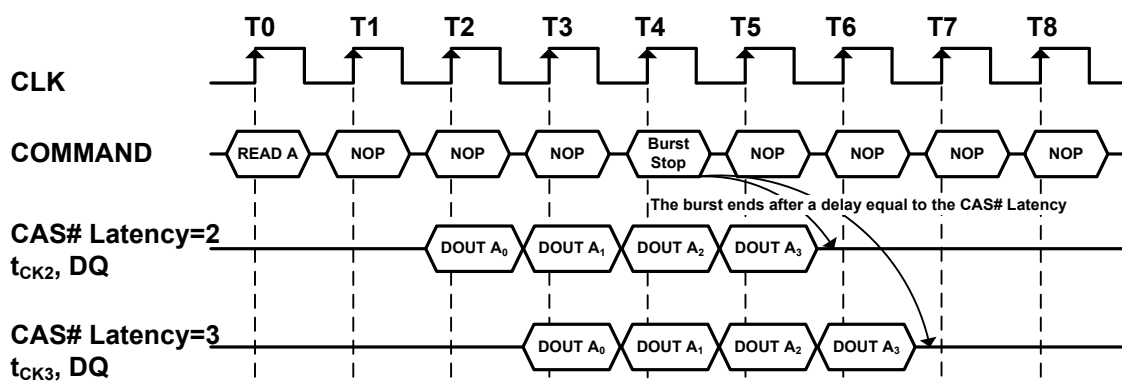 T0 T1 T2 T3 T4 T5 T6 T7 T8
CLK
COMMAND READ A NOP NOP NOP Burst Stop NOP NOP NOP NOP
The burst ends after a delay equal to the CAS# Latency
CAS# Latency=2
tCK2, DQ DOUT A0 DOUT A1 DOUT A2 DOUT A3
CAS# Latency=3
tCK3, DQ DOUT A0 DOUT A1 DOUT A2 DOUT A3